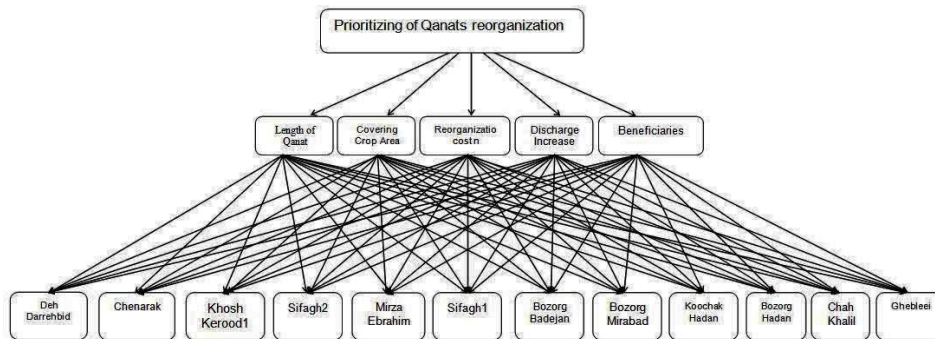 Prioritizing of Qanats reorganization
Length of
Qanat
Covering
Crop Area
Reorganizatio
costn
Discharge
Increase
Beneficiaries
Deh
Darrehbid
Chenarak
Khosh
Kerood1
Sifagh2
Mirza
Ebrahim
Sifagh1
Bozorg
Badejan
Bozorg
Mirabad
Koochak
Hadan
Bozorg
Hadan
Chah
Khalil
Ghebleei